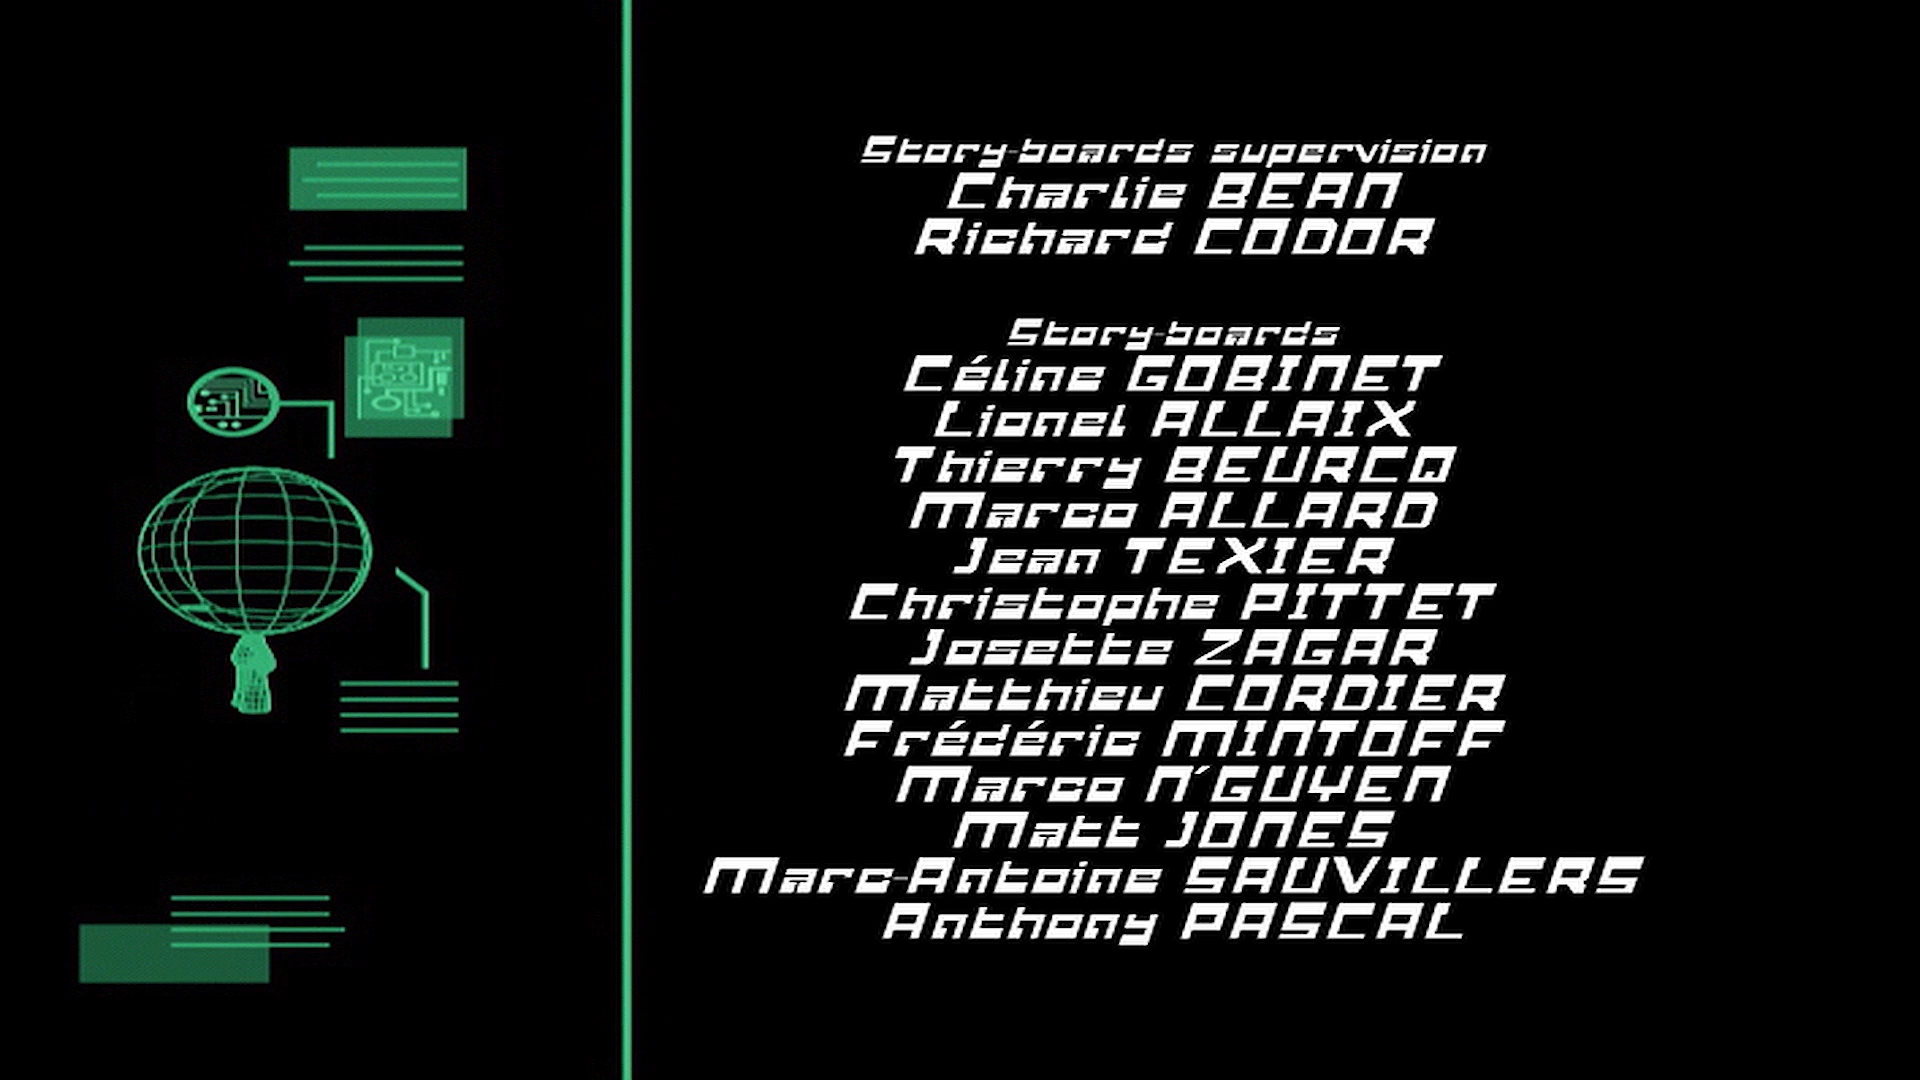 Story-boards supervision
Charlie BEAN
Richard CODOR
Story-boards
Céline GOBINET
Lionel ALLAIX
Thierry BEURCQ
Marco ALLARD
Jean TEXIER
Christophe PITTET
Josette ZAGAR
Matthieu CORDIER
Frédéric MINTOFF
Marco N'GUYEN
Matt JONES
Marc-Antoine SAUVILLERS
Anthony PASCAL